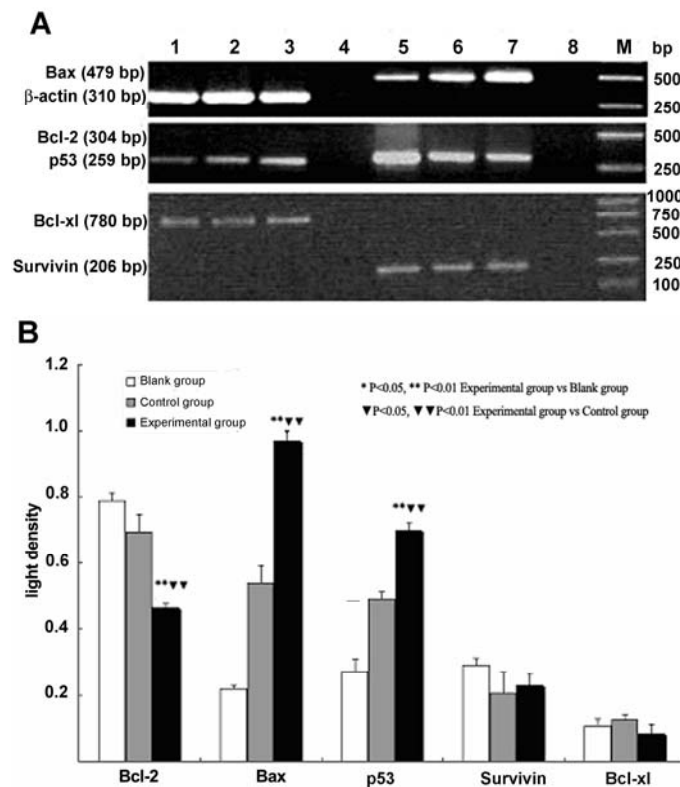 A
1 2 3 4 5 6 7 8 M bp
Bax (479 bp)
β-actin (310 bp)
500
250
Bcl-2 (304 bp)
p53 (259 bp)
500
250
Bcl-xl (780 bp)
Survivin (206 bp)
1000
750
500
250
100
B
1.2
1.0
0.8
0.6
0.4
0.2
light density
Blank group
Control group
Experimental group
* P<0.05, ** P<0.01 Experimental group vs Blank group
▼P<0.05, ▼▼P<0.01 Experimental group vs Control group
**▼▼
**▼▼
**▼▼
Bcl-2 Bax p53 Survivin Bcl-xl